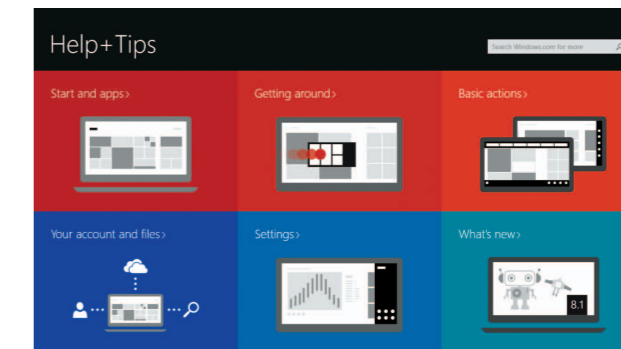 Help+Tips
Search Windows.com for more
Start and apps>
Getting around>
Basic actions>
Your account and files>
Settings>
What's new>
8.1